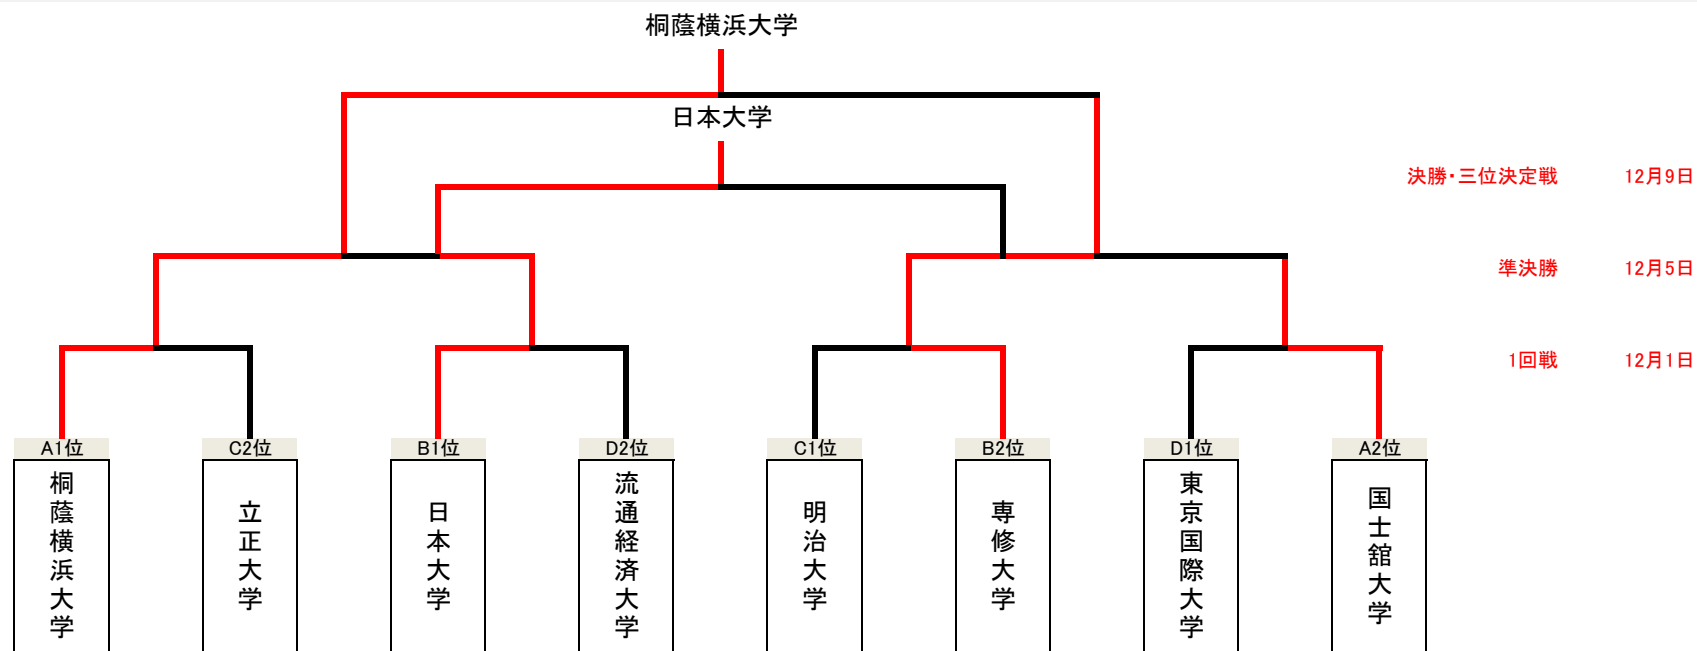 桐蔭横浜大学
日本大学
決勝・三位決定戦 12月9日
準決勝 12月5日
1回戦 12月1日
A1位 C2位 B1位 D2位 C1位 B2位 D1位 A2位
桐蔭横浜大学
立正大学
日本大学
流通経済大学
明治大学
専修大学
東京国際大学
国士舘大学